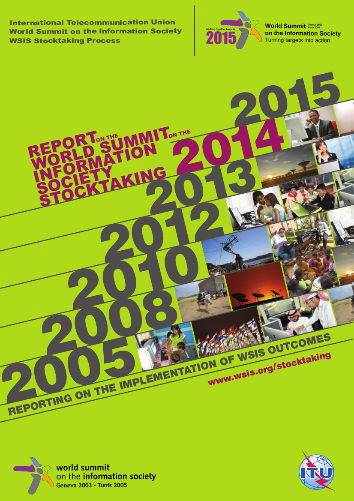 International Telecommunication Union
World Summit on the Information Society
WSIS Stocktaking Process
2015
World Summit
on the Information Society
Turning targets into action
REPORT ON THE
WORLD SUMMIT ON THE
INFORMATION
SOCIETY
STOCKTAKING
2015
2014
2013
2012
2010
2008
2005
REPORTING ON THE IMPLEMENTATION OF WSIS OUTCOMES
www.wsis.org/stocktaking
world summit
on the information society
Geneva 2003 - Tunis 2005
ITU